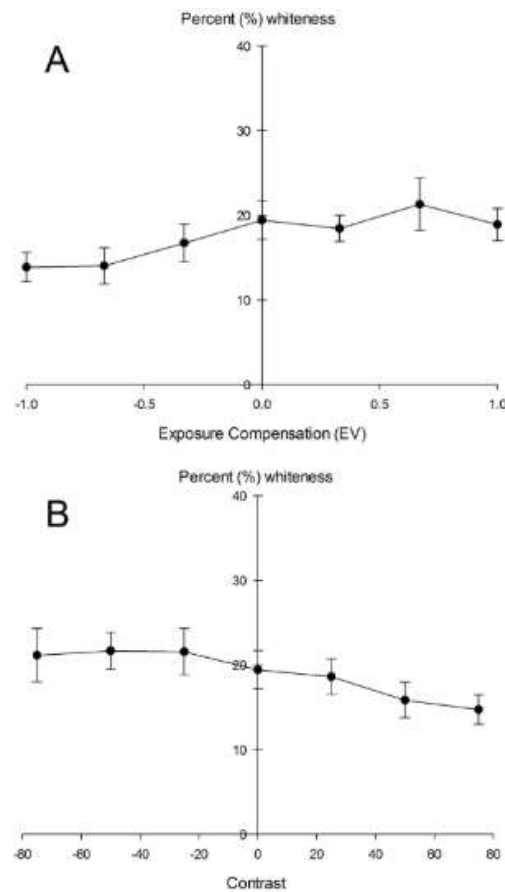 Percent (%) whiteness
A
40
30
20
10
0
-1.0 -0.5 0.0 0.5 1.0
Exposure Compensation (EV)
Percent (%) whiteness
B
40
30
20
10
0
-80 -60 -40 -20 0 20 40 60 80
Contrast